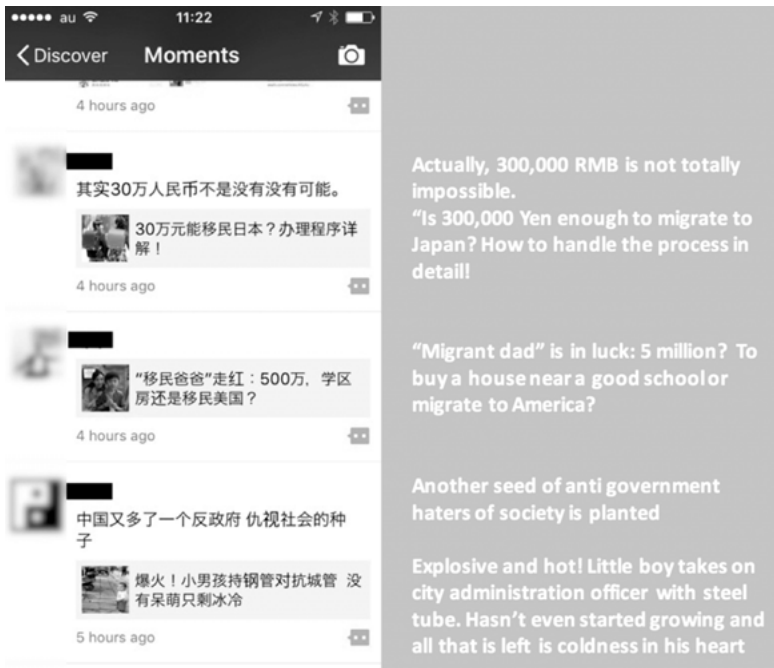 au 11:22
Discover Moments
4 hours ago
其实30万人民币不是没有没有可能。
30万元能移民日本？办理程序详
解！
4 hours ago
“移民爸爸”走红：500万，学区
房还是移民美国？
4 hours ago
中国又多了一个反政府 仇视社会的种
子
爆火！小男孩持钢管对抗城管 没
有呆萌只剩冰冷
5 hours ago
Actually, 300,000 RMB is not totally
impossible.
“Is 300,000 Yen enough to migrate to
Japan? How to handle the process in
detail!
“Migrant dad” is in luck: 5 million? To
buy a house near a good school or
migrate to America?
Another seed of anti government
haters of society is planted
Explosive and hot! Little boy takes on
city administration officer with steel
tube. Hasn’t even started growing and
all that is left is coldness in his heart